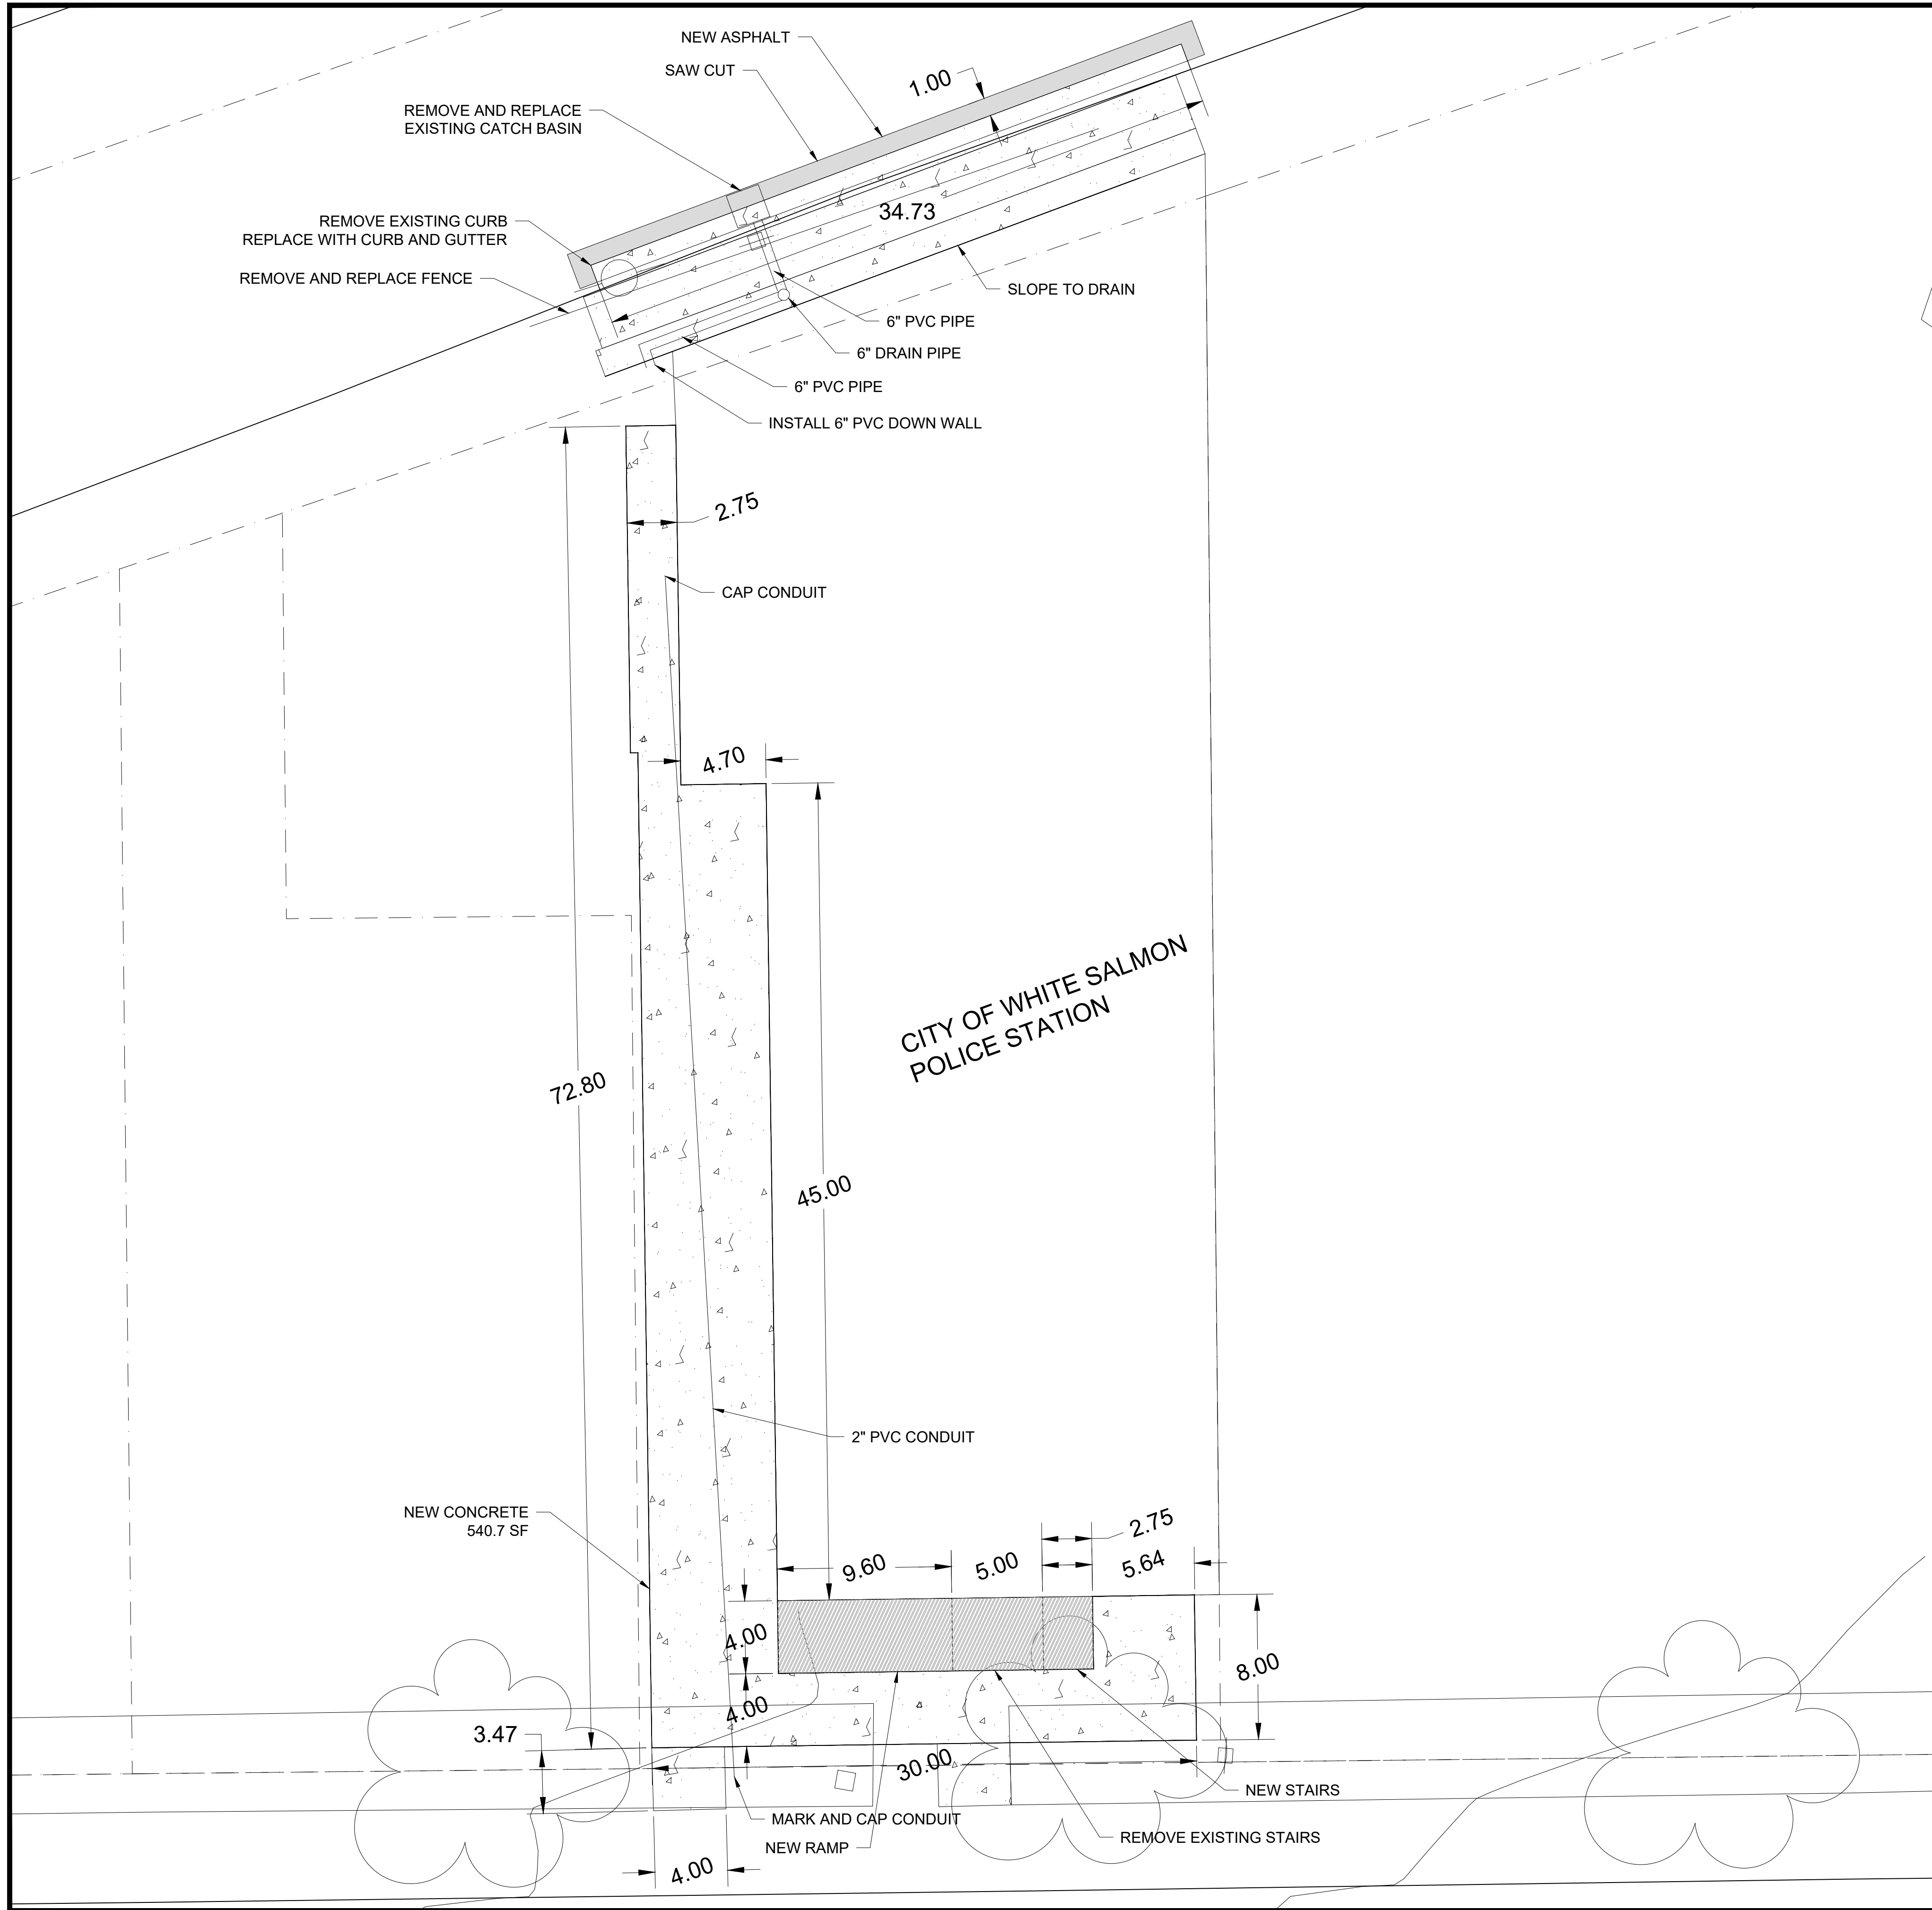 NEW ASPHALT
SAW CUT
1.00
REMOVE AND REPLACE
EXISTING CATCH BASIN
REMOVE EXISTING CURB
REPLACE WITH CURB AND GUTTER
34.73
REMOVE AND REPLACE FENCE
SLOPE TO DRAIN
6" PVC PIPE
6" DRAIN PIPE
6" PVC PIPE
INSTALL 6" PVC DOWN WALL
2.75
CAP CONDUIT
4.70
CITY OF WHITE SALMON
POLICE STATION
72.80
45.00
2" PVC CONDUIT
NEW CONCRETE
540.7 SF
2.75
9.60
5.00
5.64
4.00
8.00
4.00
3.47
30.00
NEW STAIRS
MARK AND CAP CONDUIT
REMOVE EXISTING STAIRS
NEW RAMP
4.00